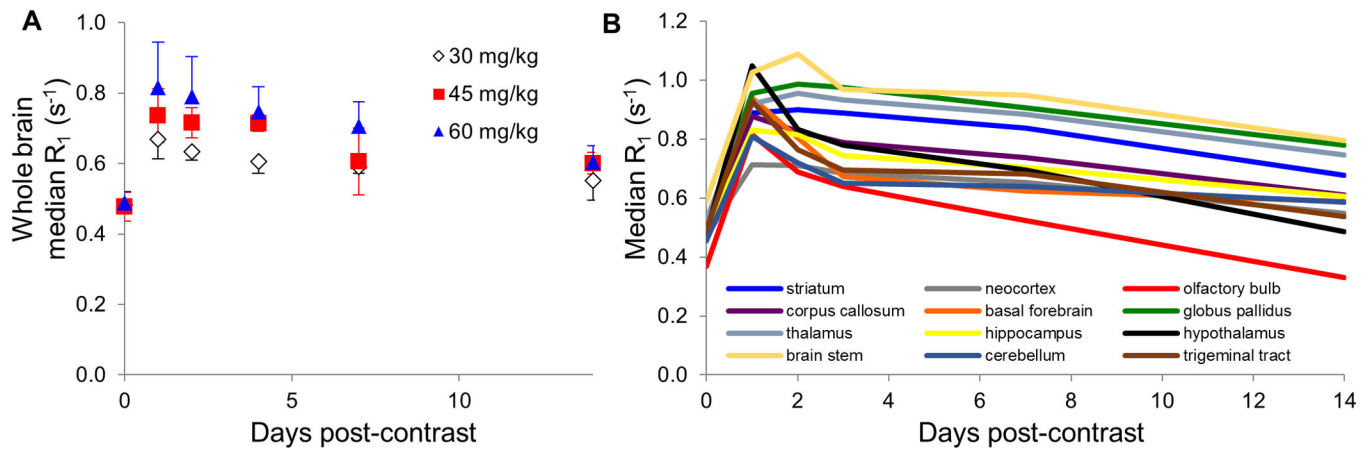 A
Whole brain
median R1 (s-1)
1.0
0.8
0.6
0.4
0.2
0.0
30 mg/kg
45 mg/kg
60 mg/kg
0
5
10
Days post-contrast
B
Median R1 (s-1)
1.2
1.0
0.8
0.6
0.4
0.2
0.0
striatum
neocortex
olfactory bulb
corpus callosum
basal forebrain
globus pallidus
thalamus
hippocampus
hypothalamus
brain stem
cerebellum
trigeminal tract
0 2 4 6 8 10 12 14
Days post-contrast